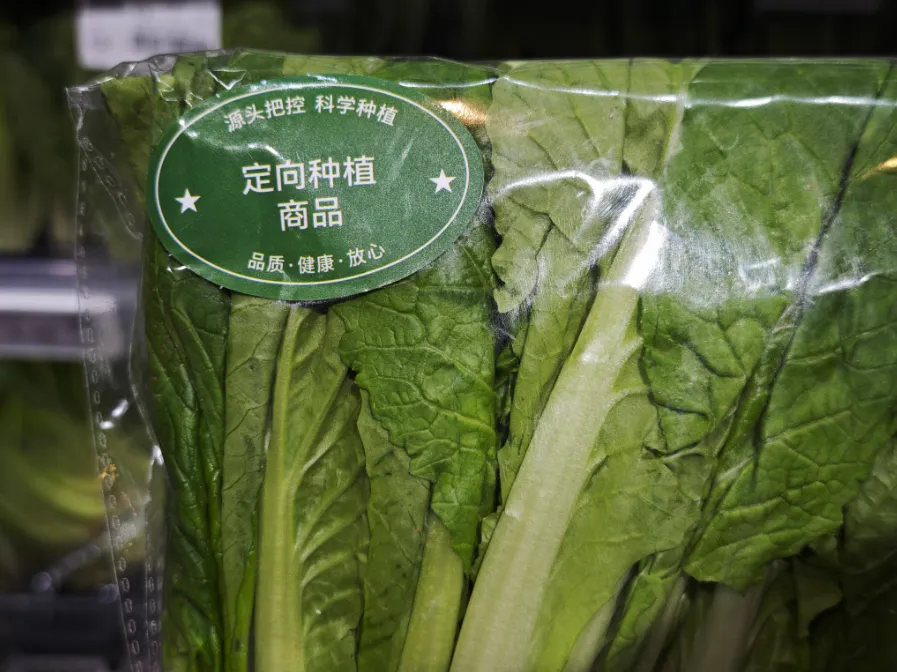 源头把控 科学种植
定向种植
商品
品质·健康·放心